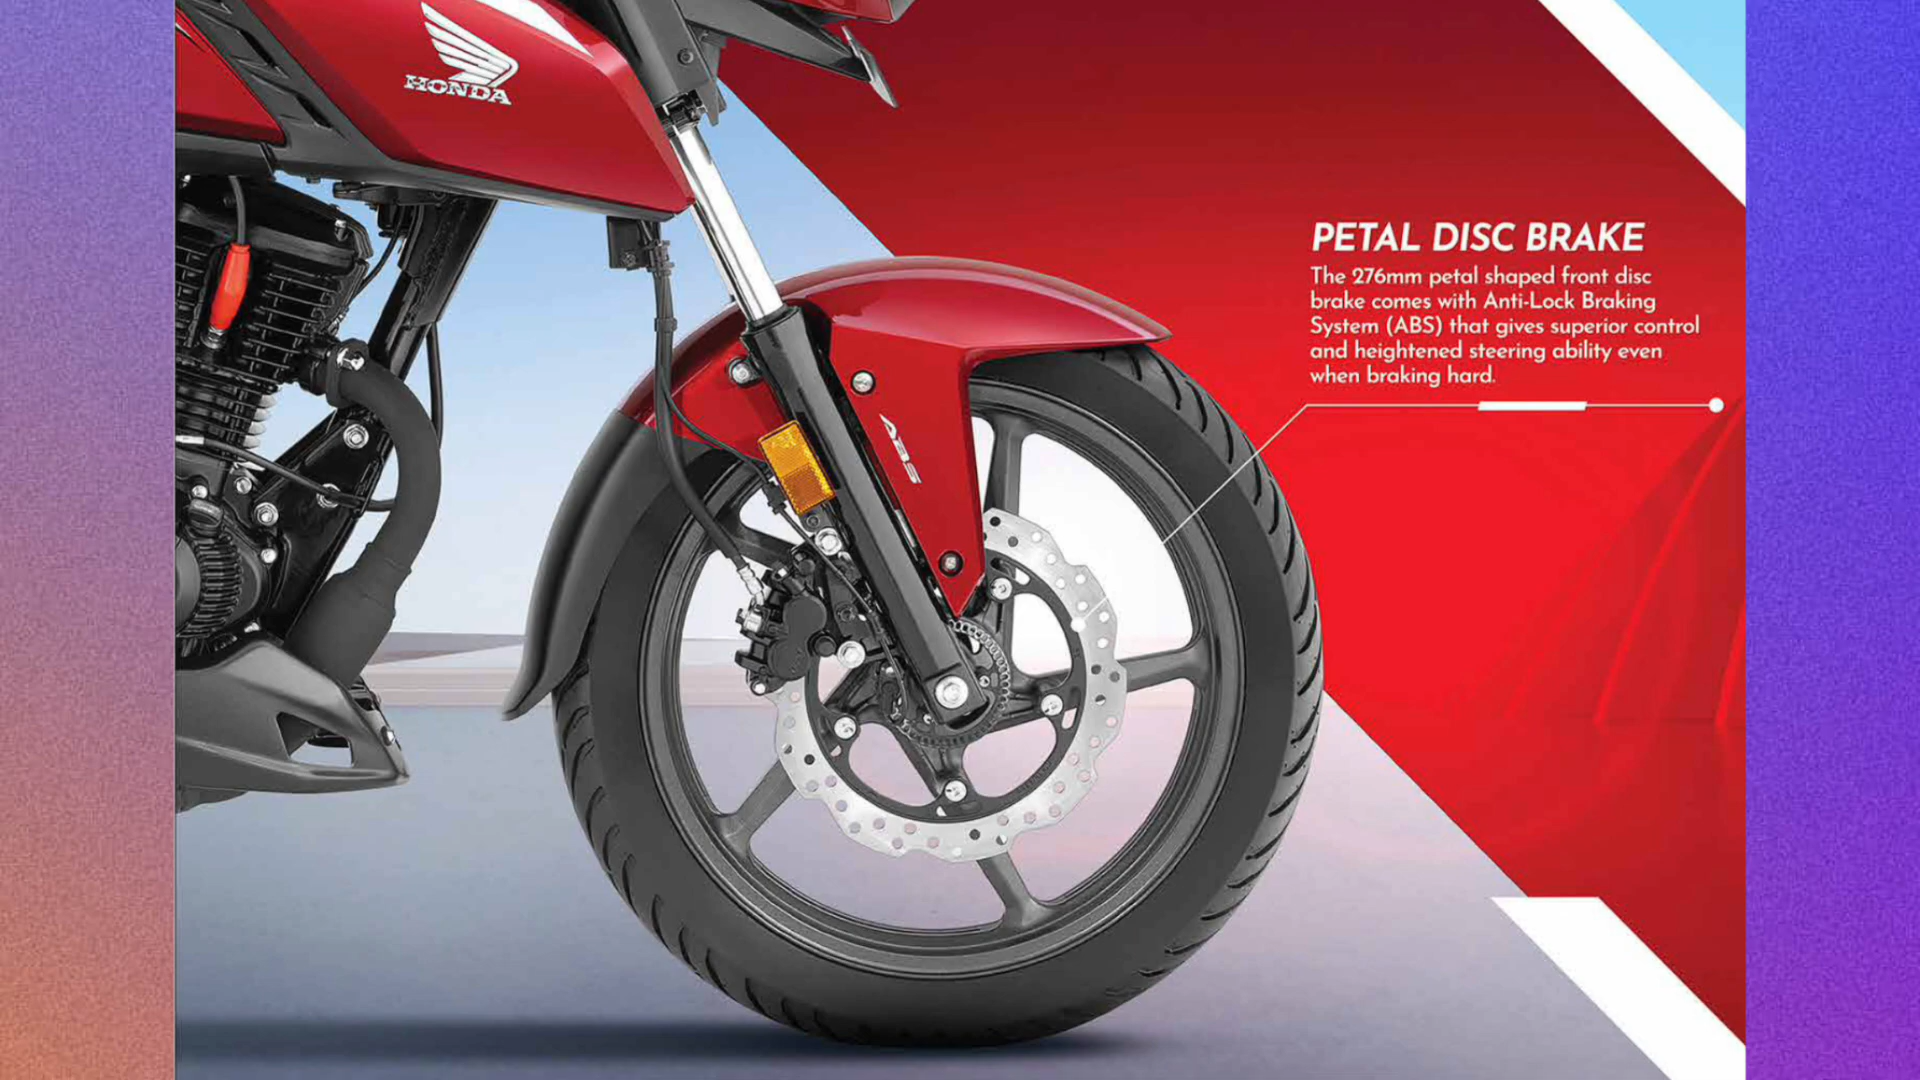 HONDA
PETAL DISC BRAKE
The 276mm petal shaped front disc
brake comes with Anti-Lock Braking
System (ABS) that gives superior control
and heightened steering ability even
when braking hard.
ABS